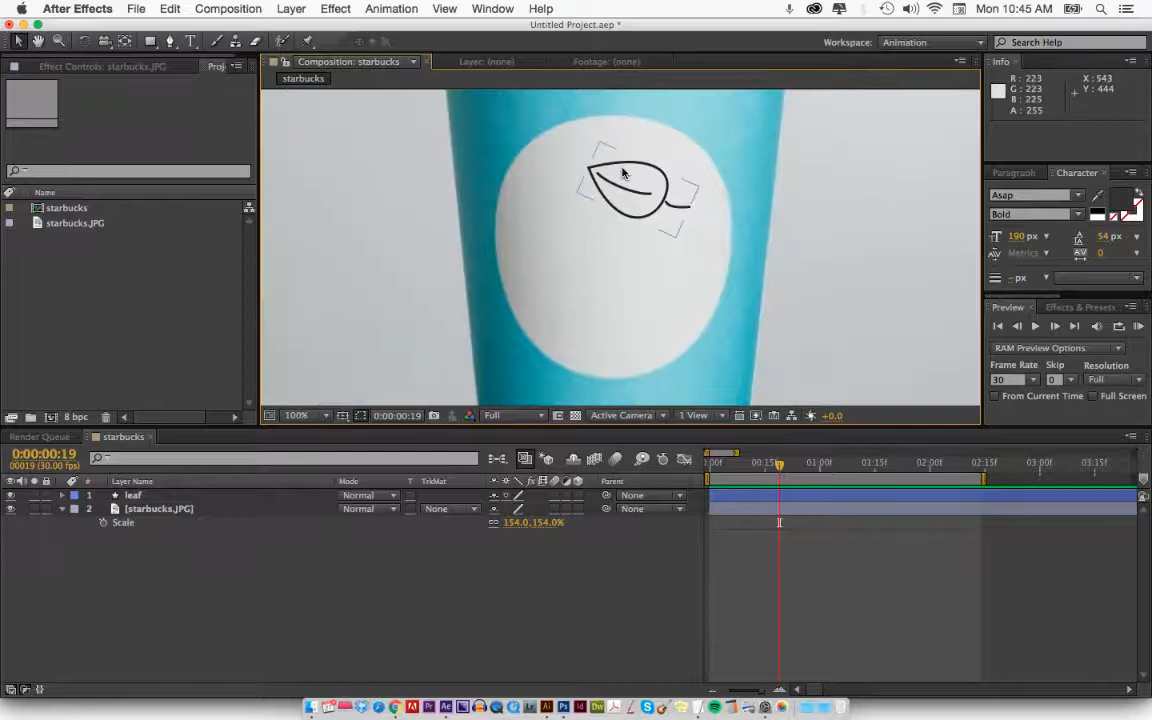 After Effects File Edit Composition Layer Effect Animation View Window Help Mon 10:45 AM
Untitled Project.aep *
Workspace: Animation Search Help
Effect Controls: starbucks.JPG Proj
Composition: starbucks Layer: (none) Footage: (none)
starbucks
Info
R : 223
G : 223
B : 225
A : 255
X : 543
Y : 444
Paragraph Character
Asap
Bold
190 px 54 px
Metrics 0
- px
Name
starbucks
starbucks.JPG
Preview Effects & Presets
RAM Preview Options
Frame Rate Skip Resolution
30 0 Full
From Current Time Full Screen
8 bpc
100% 0:00:00:19 Full Active Camera 1 View +0.0
Render Queue starbucks
0:00:00:19
00019 (30.00 fps)
:00f 00:15f 01:00f 01:15f 02:00f 02:15f 03:00f 03:15f
# Layer Name Mode T TrkMat Parent
1 leaf Normal None
2 [starbucks.JPG] Normal None None
Scale 154.0,154.0%